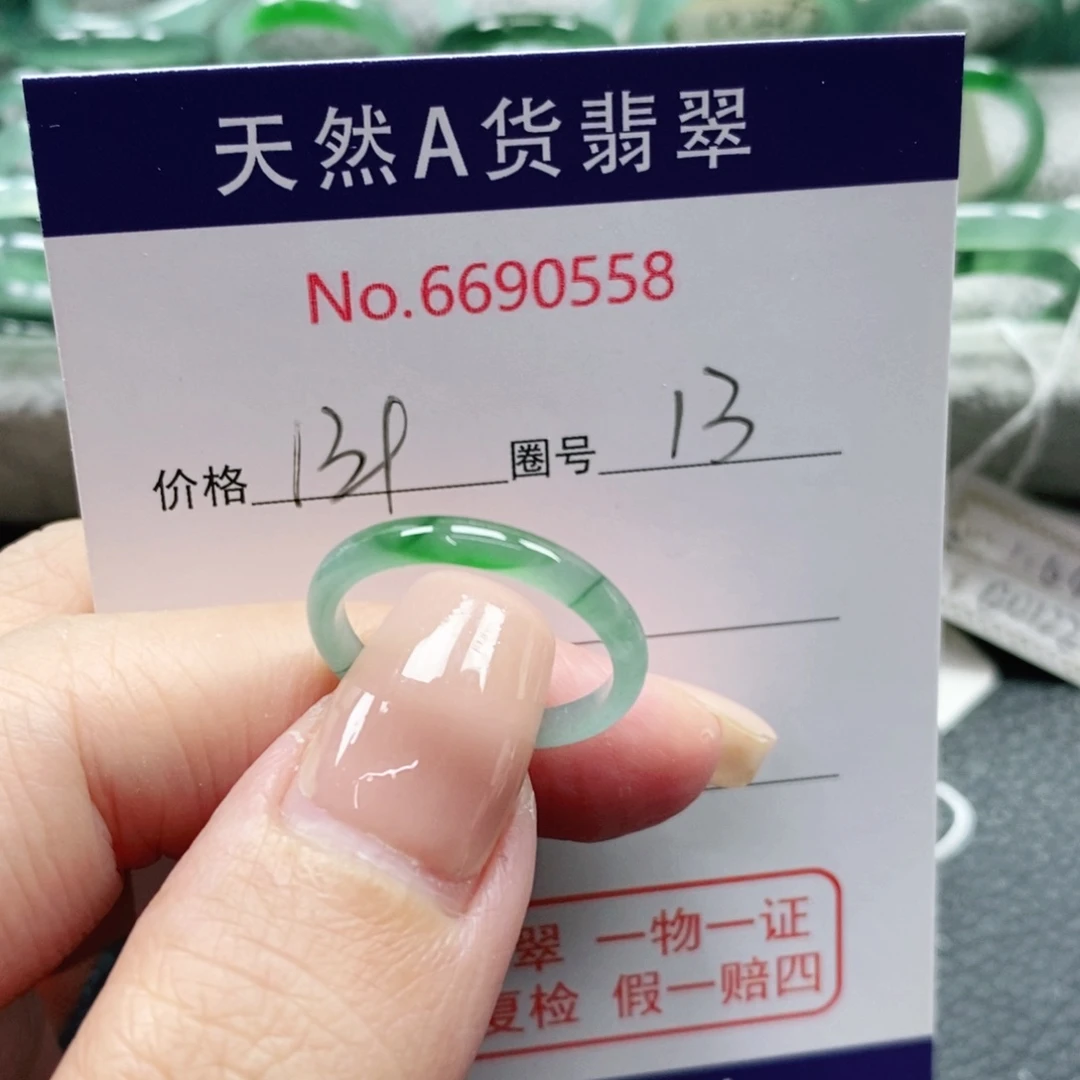 天然A货翡翠
No.6690558
价格 139 圈号 13
翠 一物一证
复检 假一赔四